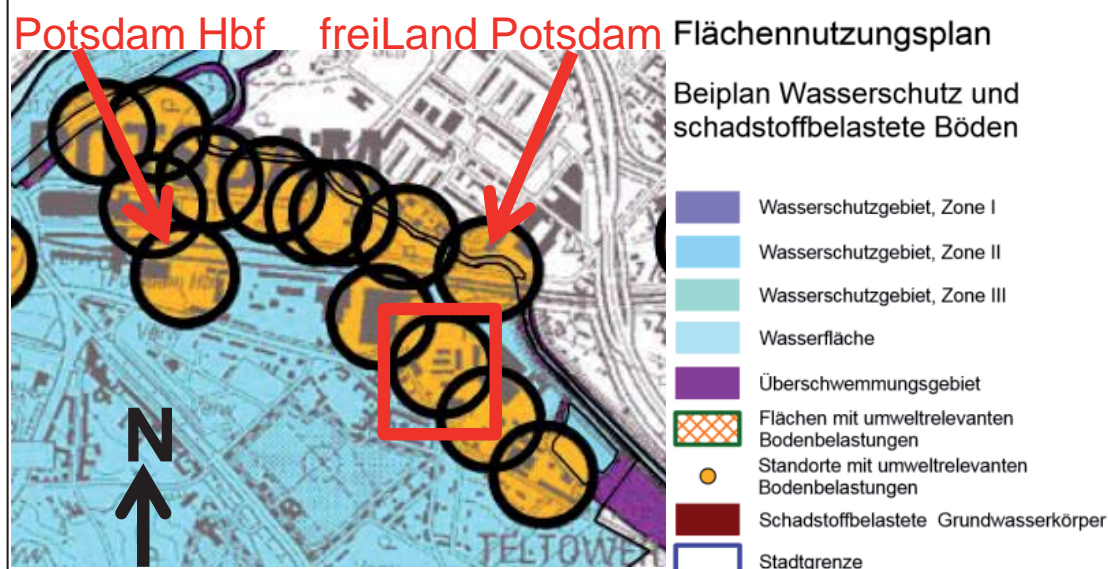 Potsdam Hbf freiLand Potsdam
Flächennutzungsplan
Beiplan Wasserschutz und
schadstoffbelastete Böden
Wasserschutzgebiet, Zone I
Wasserschutzgebiet, Zone II
Wasserschutzgebiet, Zone III
Wasserfläche
Überschwemmungsgebiet
Flächen mit umweltrelevanten
Bodenbelastungen
Standorte mit umweltrelevanten
Bodenbelastungen
Schadstoffbelastete Grundwasserkörper
Stadtgrenze
N
TELTOWER